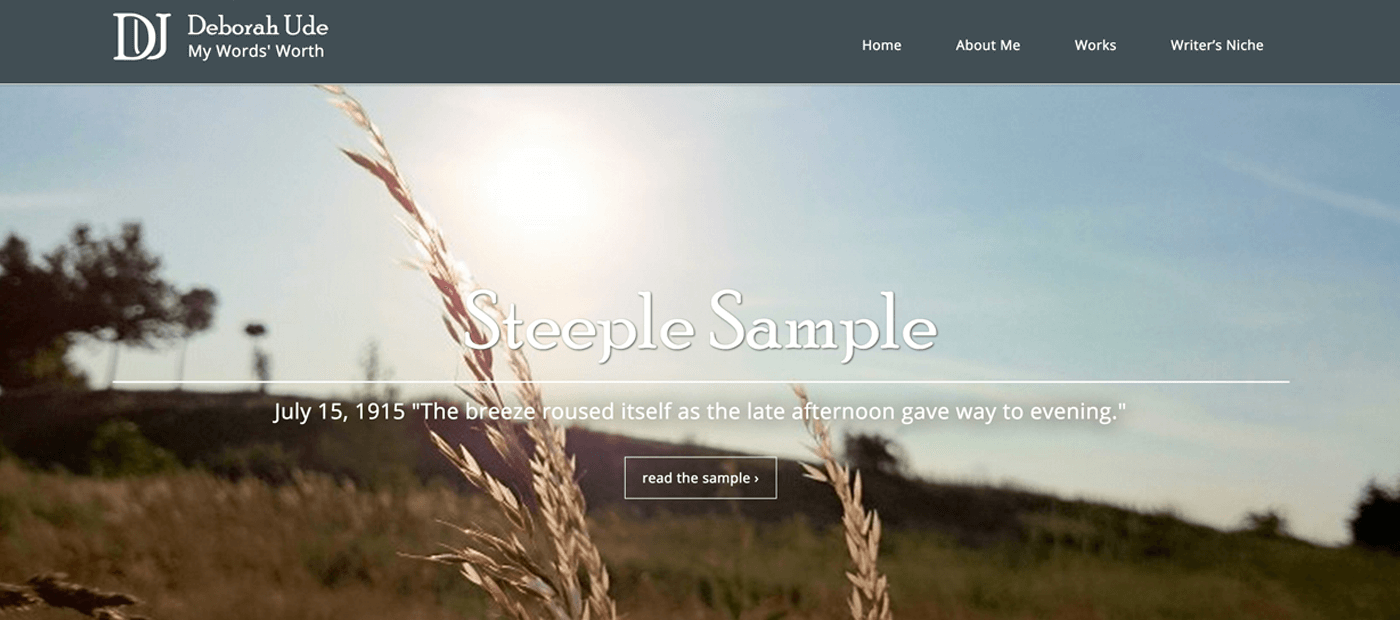 DU
Deborah Ude
My Words' Worth
Home
About Me
Works
Writer’s Niche
Steeple Sample
July 15, 1915 "The breeze roused itself as the late afternoon gave way to evening."
read the sample ›